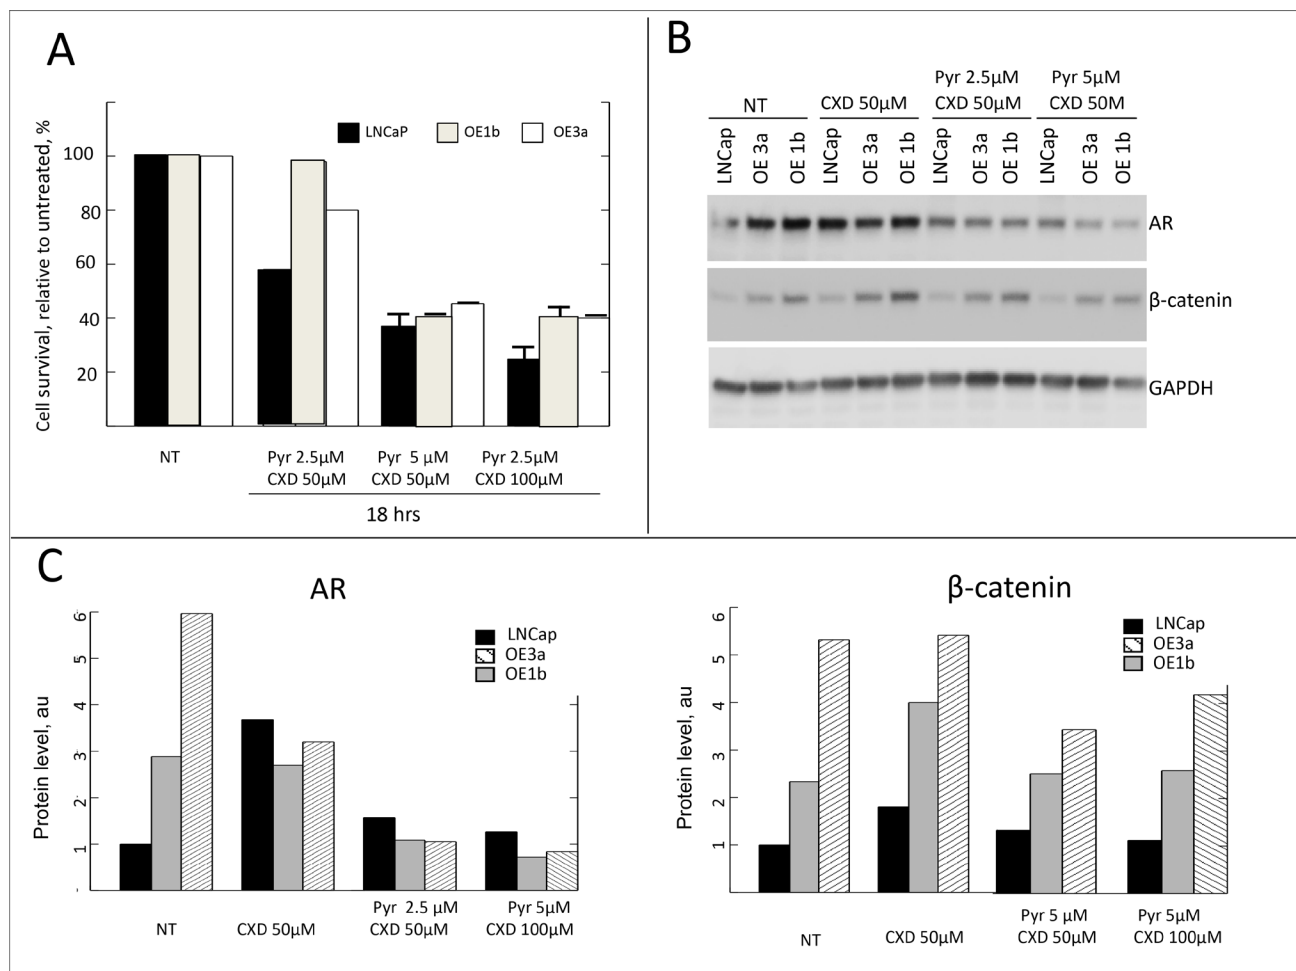 A
Cell survival, relative to untreated, %
100
80
60
40
20
LNCaP
OE1b
OE3a
NT
Pyr 2.5µM
CXD 50µM
Pyr 5 µM
CXD 50µM
Pyr 2.5µM
CXD 100µM
18 hrs
B
NT
CXD 50µM
Pyr 2.5µM
CXD 50µM
Pyr 5µM
CXD 50M
LNCap
OE 3a
OE 1b
LNCap
OE 3a
OE 1b
LNCap
OE 3a
OE 1b
LNCap
OE 3a
OE 1b
AR
β-catenin
GAPDH
C
AR
Protein level, au
6
5
4
3
2
1
LNCap
OE3a
OE1b
NT
CXD 50µM
Pyr 2.5 µM
CXD 50µM
Pyr 5µM
CXD 100µM
β-catenin
Protein level, au
6
5
4
3
2
1
LNCap
OE3a
OE1b
NT
CXD 50µM
Pyr 5 µM
CXD 50µM
Pyr 5µM
CXD 100µM